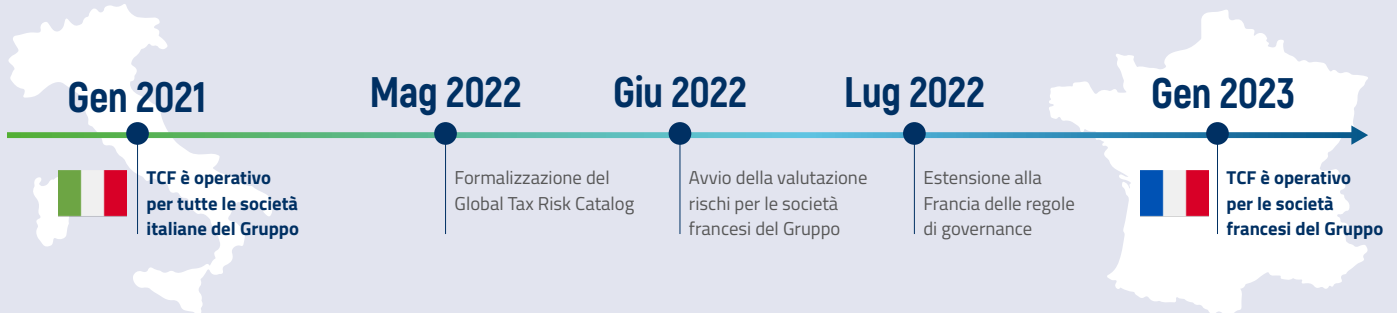 Gen 2021
TCF è operativo
per tutte le società
italiane del Gruppo
Mag 2022
Formalizzazione del
Global Tax Risk Catalog
Giu 2022
Avvio della valutazione
rischi per le società
francesi del Gruppo
Lug 2022
Estensione alla
Francia delle regole
di governance
Gen 2023
TCF è operativo
per le società
francesi del Gruppo